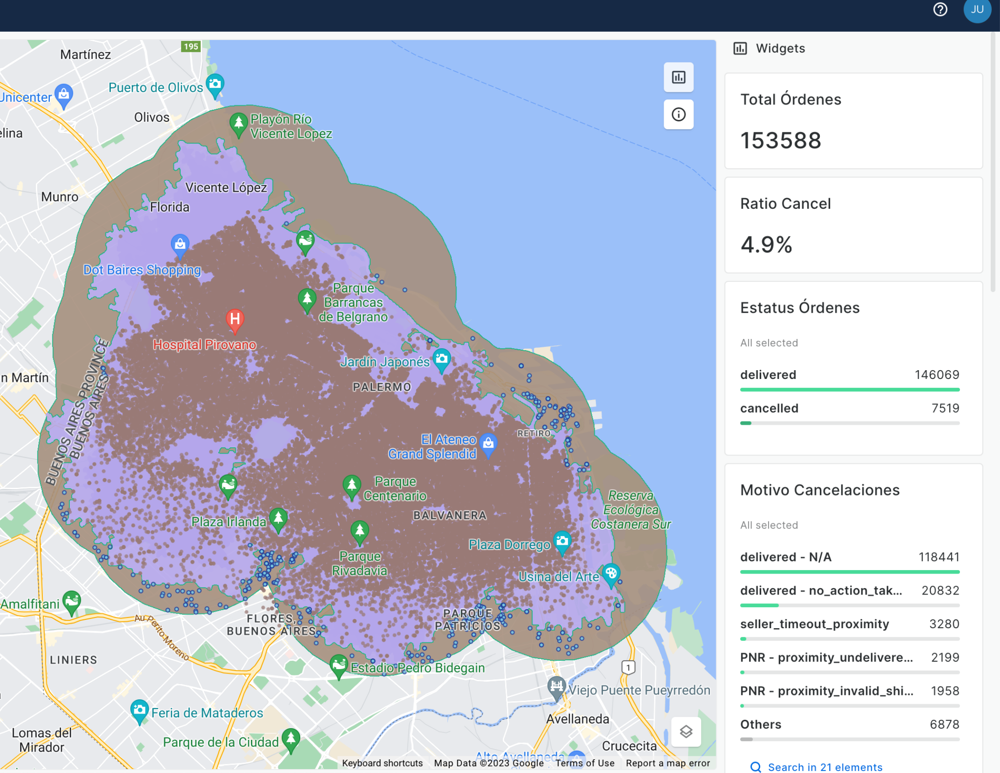 JU
195
Martínez
Puerto de Olivos
Unicenter
Olivos
Playón Río
Vicente Lopez
elina
Vicente López
Munro
Florida
Dot Baires Shopping
Parque
Barrancas
de Belgrano
H
Hospital Pirovano
Jardín Japonés
PALERMO
n Martín
BUENOS AIRES PROVINCE
BUENOS AIRES
RETIRO
El Ateneo
Grand Splendid
Parque
Centenario
Reserva
Ecológica
Costanera Sur
BALVANERA
Plaza Irlanda
Plaza Dorrego
Parque
Rivadavia
Usina del Arte
Amalfitani
Au Perito Moreno
FLORES,
BUENOS AIRES
PARQUE
PATRICIOS
LINIERS
Estadio Pedro Bidegain
1
Viejo Puente Pueyrredón
Feria de Mataderos
Avellaneda
Lomas del
Mirador
Parque de la Ciudad
Crucecita
Alto Avellaneda
Keyboard shortcuts
Map Data ©2023 Google
Terms of Use
Report a map error
Widgets
Total Órdenes
153588
Ratio Cancel
4.9%
Estatus Órdenes
All selected
delivered 146069
cancelled 7519
Motivo Cancelaciones
All selected
delivered - N/A 118441
delivered - no_action_tak... 20832
seller_timeout_proximity 3280
PNR - proximity_undelivere... 2199
PNR - proximity_invalid_shi... 1958
Others 6878
Search in 21 elements